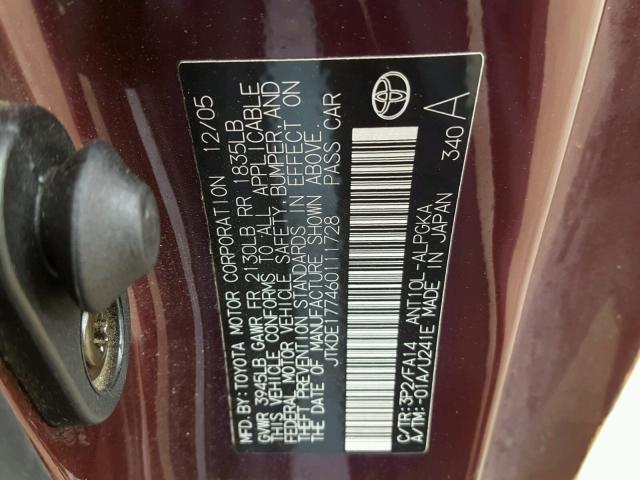 MFD.BY:TOYOTA MOTOR CORPORATION 12/05
GVWR 3945LB GAWR FR 2130LB RR 1835LB
THIS VEHICLE CONFORMS TO ALL APPLICABLE
FEDERAL MOTOR VEHICLE SAFETY, BUMPER, AND
THEFT PREVENTION STANDARDS IN EFFECT ON
THE DATE OF MANUFACTURE SHOWN ABOVE.
JTKDE177460111728 PASS CAR
C/TR:3P2/FA14 ANT10L-ALPGKA 340 A
A/TM:-01A/U241E MADE IN JAPAN